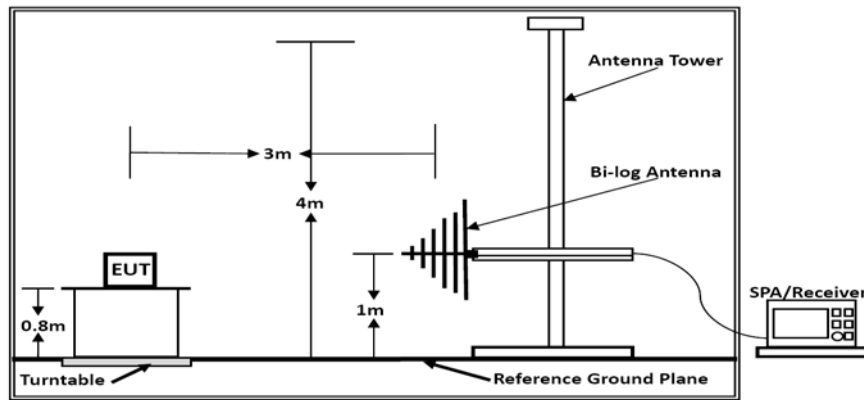 Antenna Tower
3m
Bi-log Antenna
4m
EUT
SPA/Receiver
0.8m
1m
Turntable
Reference Ground Plane